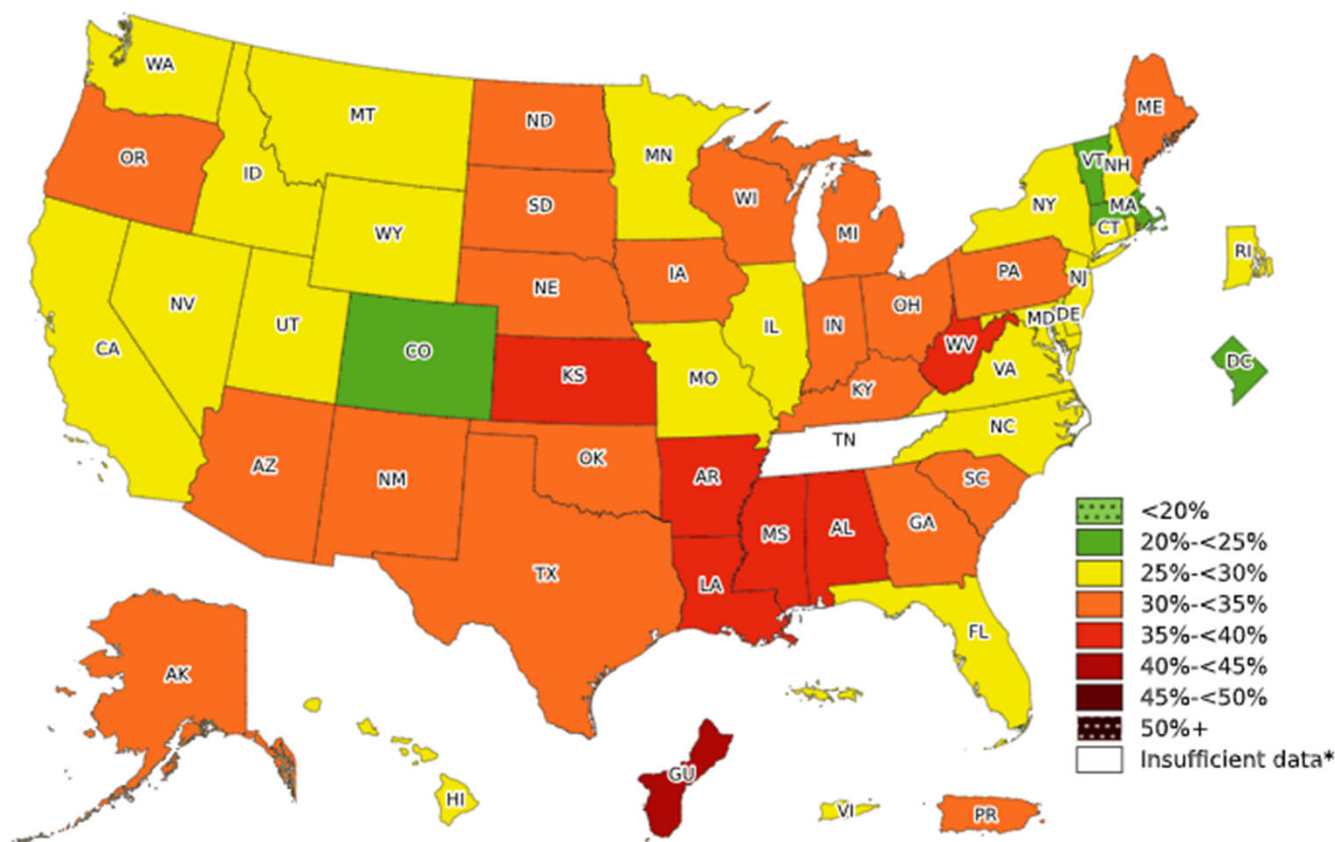 WA
MT
ND
MN
ME
OR
ID
SD
WI
VT
NH
WY
MI
NY
MA
CT
RI
NV
UT
NE
IA
PA
NJ
CA
CO
IL
IN
OH
MD
DE
KS
MO
WV
VA
DC
KY
AZ
NM
OK
TN
NC
AR
SC
MS
AL
GA
TX
LA
FL
AK
HI
GU
VI
PR
<20%
20%-<25%
25%-<30%
30%-<35%
35%-<40%
40%-<45%
45%-<50%
50%+
Insufficient data*